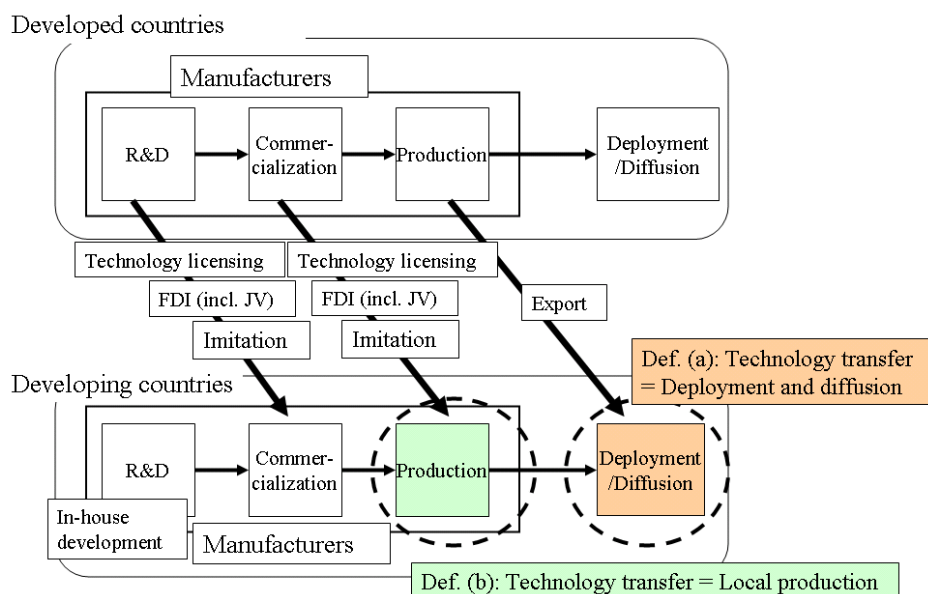 Developed countries
Manufacturers
R&D
Commer-
cialization
Production
Deployment
/Diffusion
Technology licensing
Technology licensing
FDI (incl. JV)
FDI (incl. JV)
Export
Imitation
Imitation
Def. (a): Technology transfer
= Deployment and diffusion
Developing countries
R&D
Commer-
cialization
Production
Deployment
/Diffusion
In-house
development
Manufacturers
Def. (b): Technology transfer = Local production